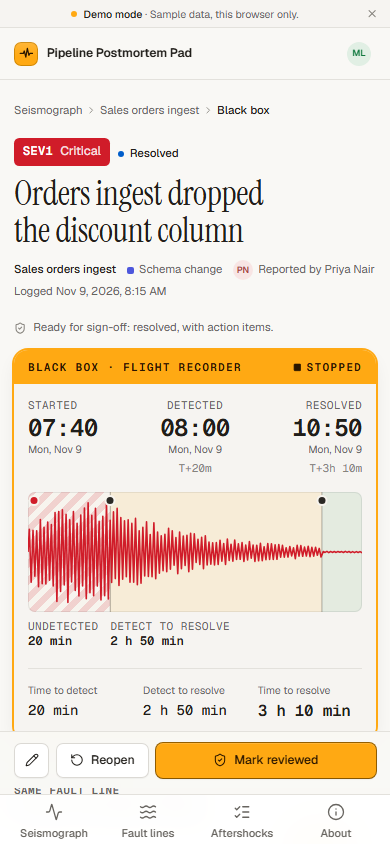 Demo mode · Sample data, this browser only.
Pipeline Postmortem Pad
ML
Seismograph > Sales orders ingest > Black box
SEV1 Critical
Resolved
Orders ingest dropped
the discount column
Sales orders ingest Schema change PN Reported by Priya Nair
Logged Nov 9, 2026, 8:15 AM
Ready for sign-off: resolved, with action items.
BLACK BOX · FLIGHT RECORDER STOPPED
STARTED DETECTED RESOLVED
07:40 08:00 10:50
Mon, Nov 9 Mon, Nov 9 Mon, Nov 9
T+20m T+3h 10m
UNDETECTED DETECT TO RESOLVE
20 min 2 h 50 min
Time to detect Detect to resolve Time to resolve
20 min 2 h 50 min 3 h 10 min
Reopen Mark reviewed
SAME FAULT LINE
Seismograph Fault lines Aftershocks About